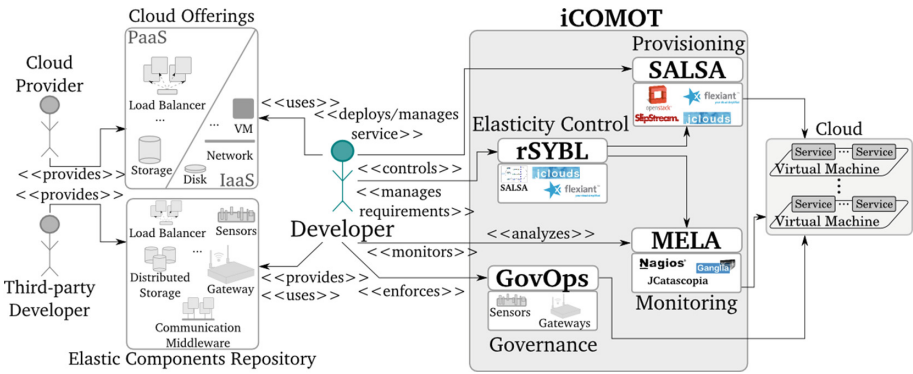 Cloud Offerings
PaaS
Load Balancer
...
VM
Network
Storage
Disk
IaaS
Cloud
Provider
<<provides>>
<<provides>>
Third-party
Developer
Load Balancer
Sensors
...
Distributed
Storage
Gateway
Communication
Middleware
Elastic Components Repository
<<uses>>
<<deploys/manages
service>>
<<controls>>
<<manages
requirements>>
Developer
<<monitors>>
<<provides>>
<<uses>>
<<enforces>>
iCOMOT
Provisioning
SALSA
openstack
flexiant
SlipStream
jclouds
Elasticity Control
rSYBL
SALSA
jclouds
flexiant
<<analyzes>>
MELA
Nagios
Ganglia
JCatascopia
Monitoring
GovOps
Sensors
Gateways
Governance
Cloud
Service ... Service
Virtual Machine
Service ... Service
Virtual Machine